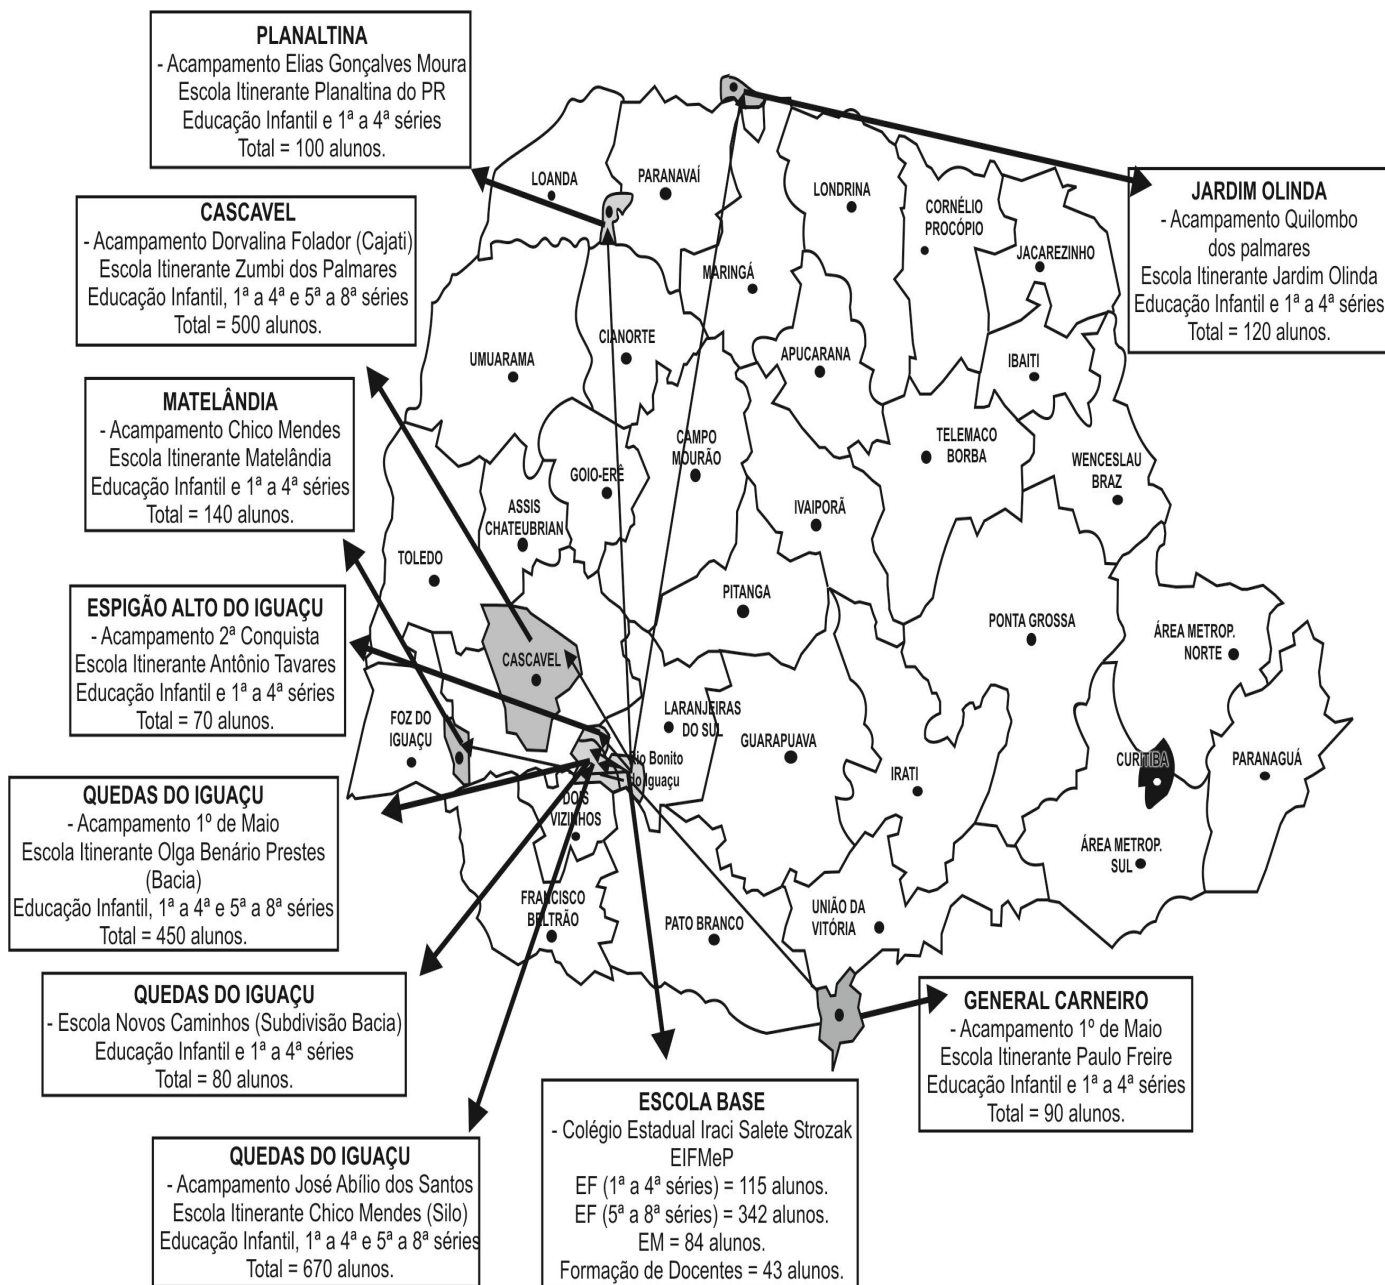 PLANALTINA
- Acampamento Elias Gonçalves Moura
Escola Itinerante Planaltina do PR
Educação Infantil e 1ª a 4ª séries
Total = 100 alunos.
CASCAVEL
- Acampamento Dorvalina Folador (Cajati)
Escola Itinerante Zumbi dos Palmares
Educação Infantil, 1ª a 4ª e 5ª a 8ª séries
Total = 500 alunos.
MATELÂNDIA
- Acampamento Chico Mendes
Escola Itinerante Matelândia
Educação Infantil e 1ª a 4ª séries
Total = 140 alunos.
ESPIGÃO ALTO DO IGUAÇU
- Acampamento 2ª Conquista
Escola Itinerante Antônio Tavares
Educação Infantil e 1ª a 4ª séries
Total = 70 alunos.
QUEDAS DO IGUAÇU
- Acampamento 1º de Maio
Escola Itinerante Olga Benário Prestes
(Bacia)
Educação Infantil, 1ª a 4ª e 5ª a 8ª séries
Total = 450 alunos.
QUEDAS DO IGUAÇU
- Escola Novos Caminhos (Subdivisão Bacia)
Educação Infantil e 1ª a 4ª séries
Total = 80 alunos.
QUEDAS DO IGUAÇU
- Acampamento José Abílio dos Santos
Escola Itinerante Chico Mendes (Silo)
Educação Infantil, 1ª a 4ª e 5ª a 8ª séries
Total = 670 alunos.
ESCOLA BASE
- Colégio Estadual Iraci Salete Strozak
EIFMeP
EF (1ª a 4ª séries) = 115 alunos.
EF (5ª a 8ª séries) = 342 alunos.
EM = 84 alunos.
Formação de Docentes = 43 alunos.
GENERAL CARNEIRO
- Acampamento 1º de Maio
Escola Itinerante Paulo Freire
Educação Infantil e 1ª a 4ª séries
Total = 90 alunos.
JARDIM OLINDA
- Acampamento Quilombo
dos palmares
Escola Itinerante Jardim Olinda
Educação Infantil e 1ª a 4ª séries
Total = 120 alunos.
LOANDA
PARANAVAÍ
LONDRINA
CORNÉLIO
PROCÓPIO
JACAREZINHO
MARINGÁ
UMUARAMA
CIANORTE
APUCARANA
IBAITI
CAMPO
MOURÃO
TELEMACO
BORBA
WENCESLAU
BRAZ
GOIO-ERÊ
ASSIS
CHATEUBRIAN
IVAIPORÃ
TOLEDO
PITANGA
PONTA GROSSA
ÁREA METROP.
NORTE
CASCAVEL
FOZ DO
IGUAÇU
LARANJEIRAS
DO SUL
GUARAPUAVA
Rio Bonito
do Iguaçu
IRATI
CURITIBA
PARANAGUÁ
DOIS
VIZINHOS
ÁREA METROP.
SUL
FRANCISCO
BELTRÃO
PATO BRANCO
UNIÃO DA
VITÓRIA